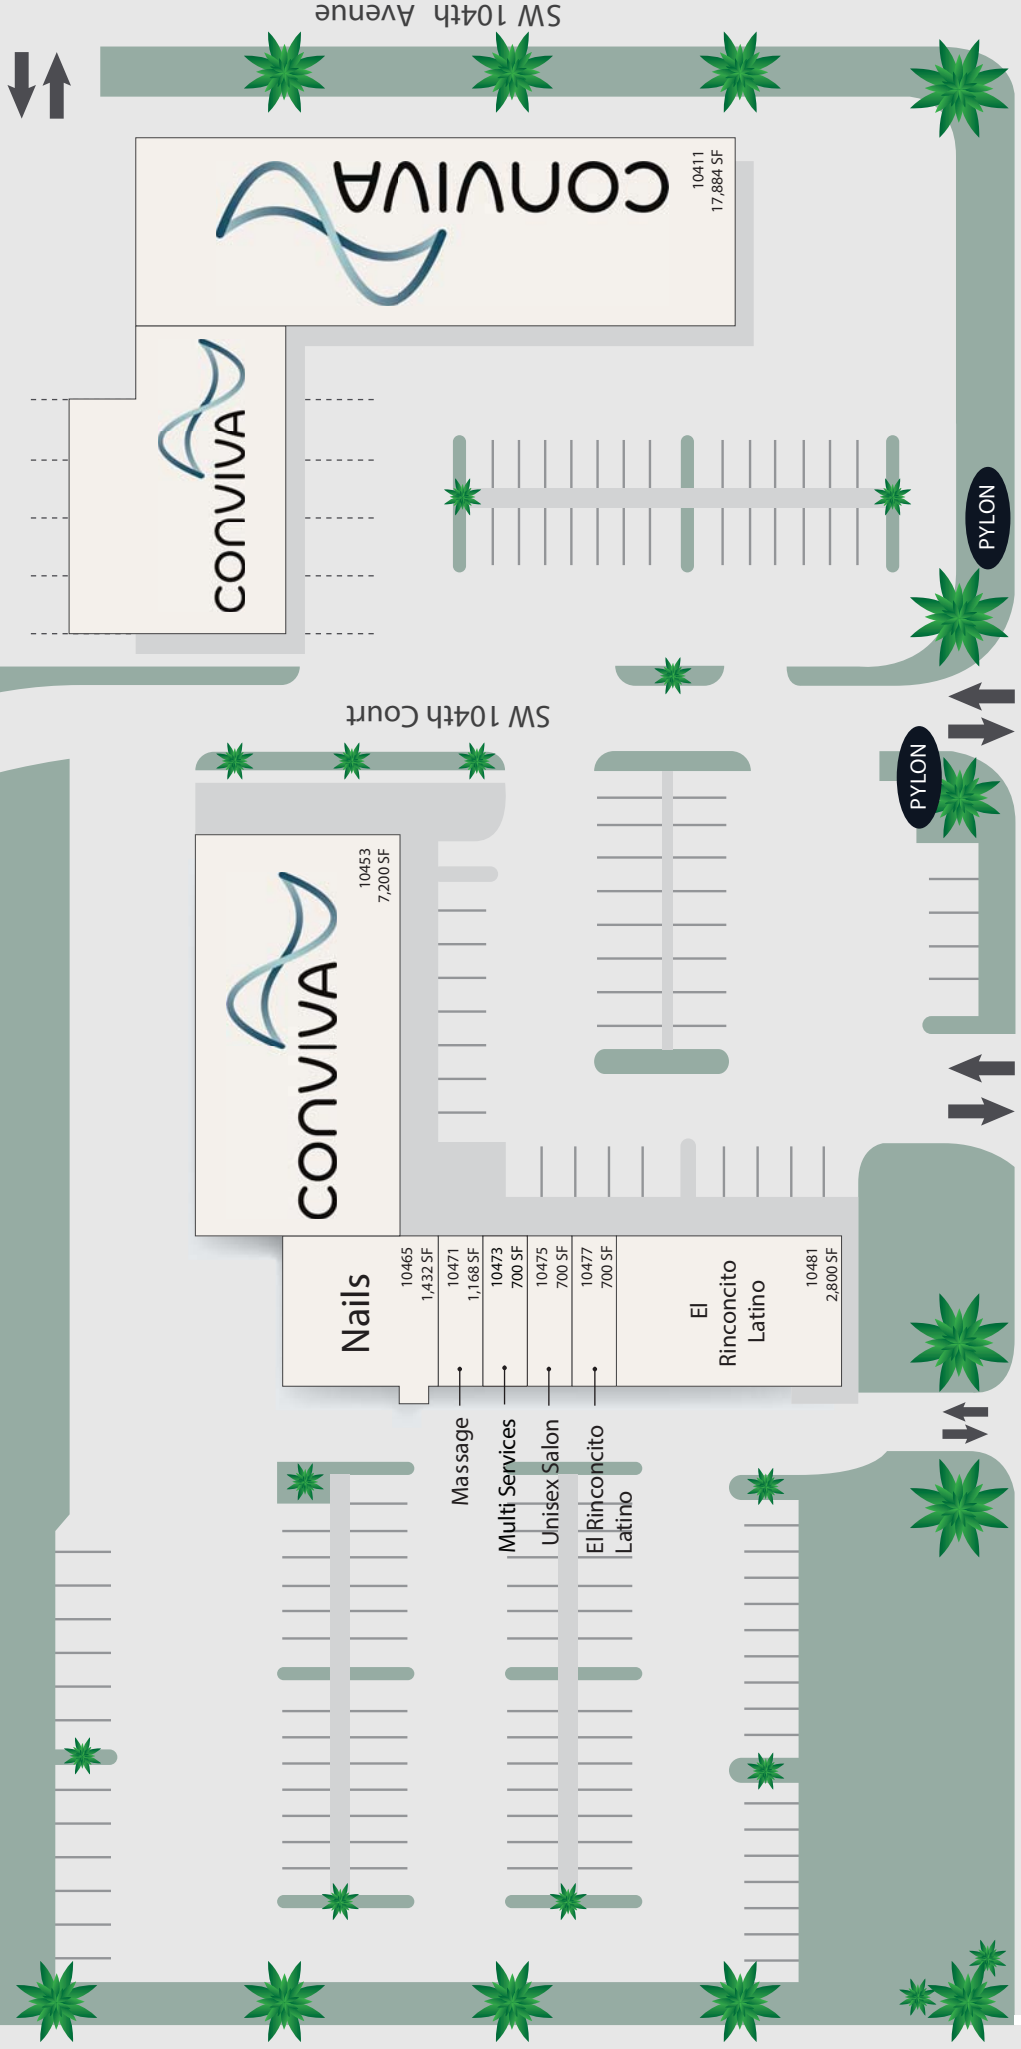 SW 104th Avenue
CONVIVA
10411
17,884 SF
CONVIVA
PYLON
SW 104th Court
PYLON
CONVIVA
10453
7,200 SF
Nails
10465
1,432 SF
10471
1,168 SF
10473
700 SF
10475
700 SF
10477
700 SF
El
Rinconcito
Latino
10481
2,800 SF
Massage
Multi Services
Unisex Salon
El Rinconcito
Latino